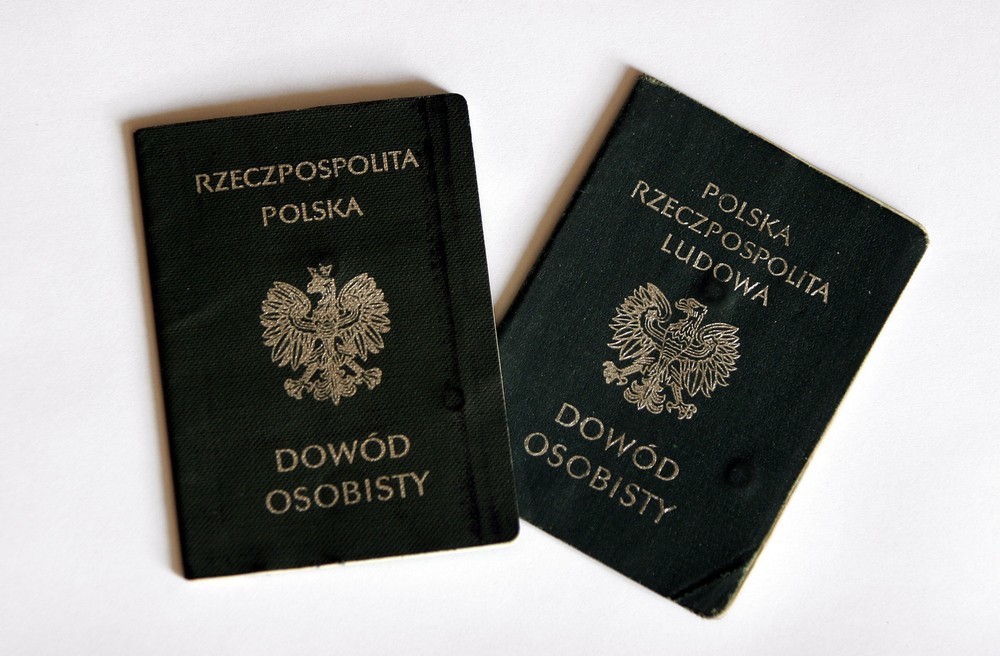 RZECZPOSPOLITA
POLSKA
DOWÓD
OSOBISTY
POLSKA
RZECZPOSPOLITA
LUDOWA
DOWÓD
OSOBISTY